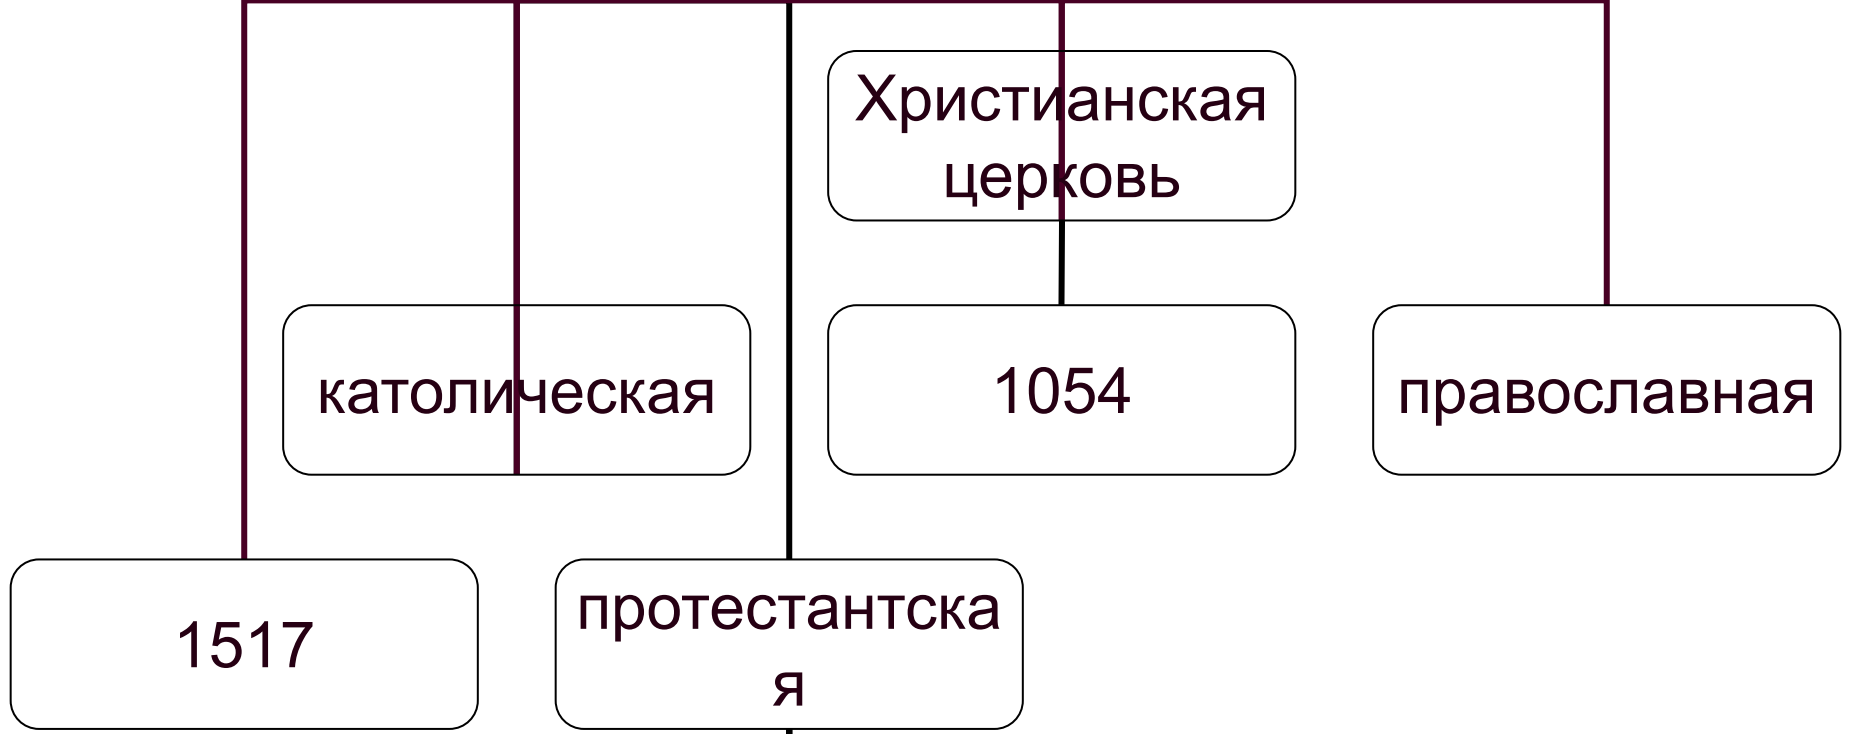 Христианская
церковь
католическая
1054
православная
1517
протестантска
я